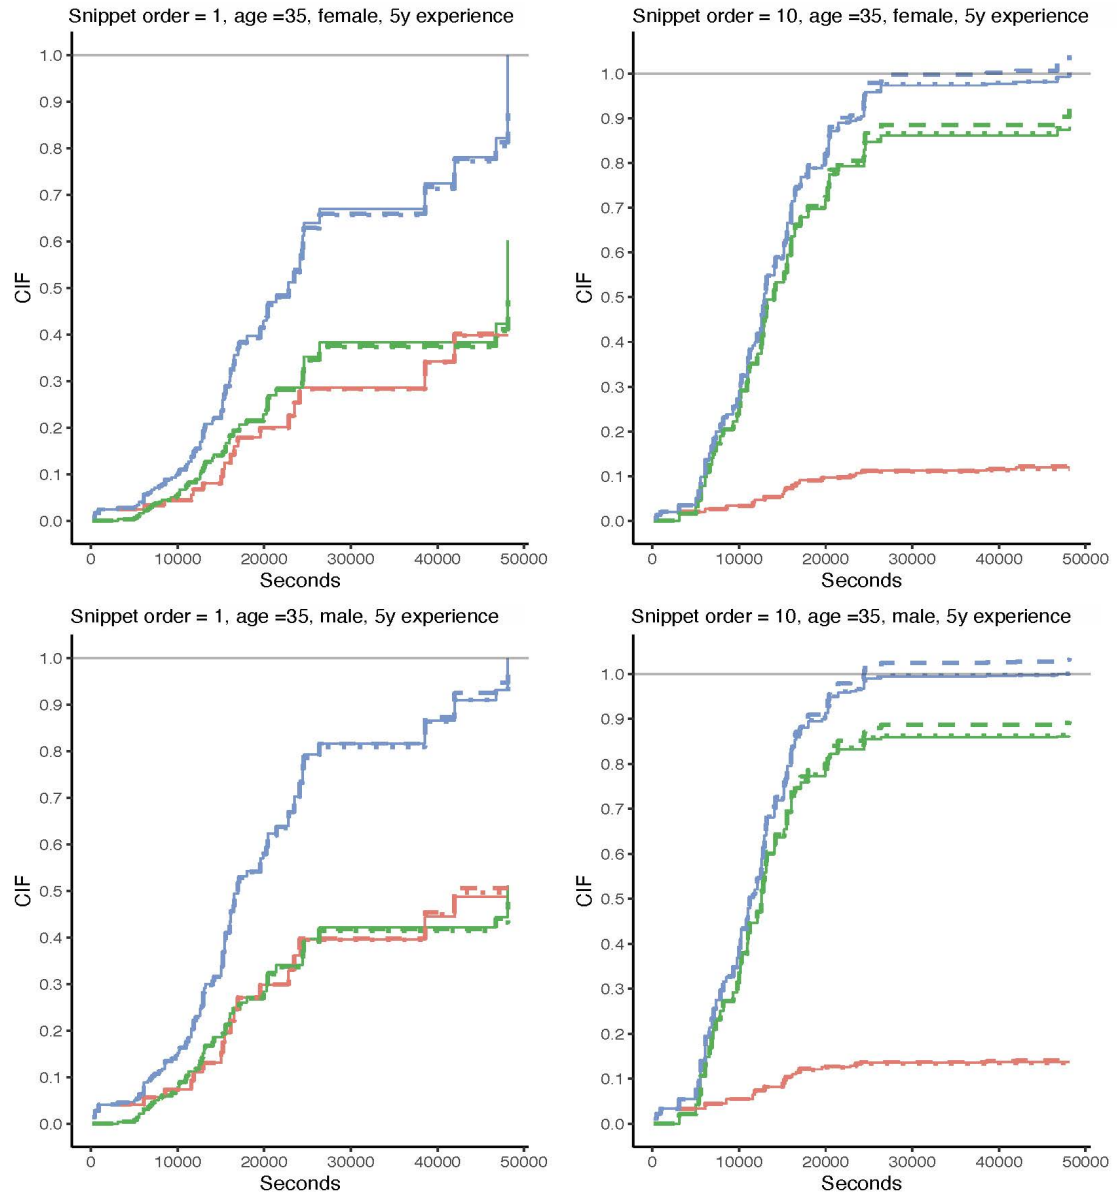 Snippet order = 1, age =35, female, 5y experience
1.0
0.9
0.8
0.7
0.6
0.5
0.4
0.3
0.2
0.1
0.0
CIF
0 10000 20000 30000 40000 50000
Seconds
Snippet order = 10, age =35, female, 5y experience
1.0
0.9
0.8
0.7
0.6
0.5
0.4
0.3
0.2
0.1
0.0
CIF
0 10000 20000 30000 40000 50000
Seconds
Snippet order = 1, age =35, male, 5y experience
1.0
0.9
0.8
0.7
0.6
0.5
0.4
0.3
0.2
0.1
0.0
CIF
0 10000 20000 30000 40000 50000
Seconds
Snippet order = 10, age =35, male, 5y experience
1.0
0.9
0.8
0.7
0.6
0.5
0.4
0.3
0.2
0.1
0.0
CIF
0 10000 20000 30000 40000 50000
Seconds